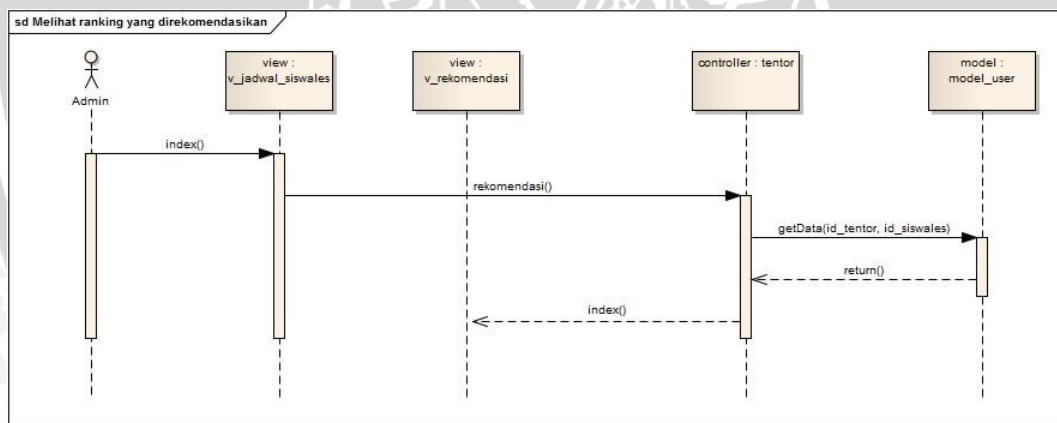 sd Melihat ranking yang direkomendasikan
Admin
view :
v_jadwal_siswales
view :
v_rekomendasi
controller : tentor
model :
model_user
index()
rekomendasi()
getData(id_tentor, id_siswales)
return()
index()